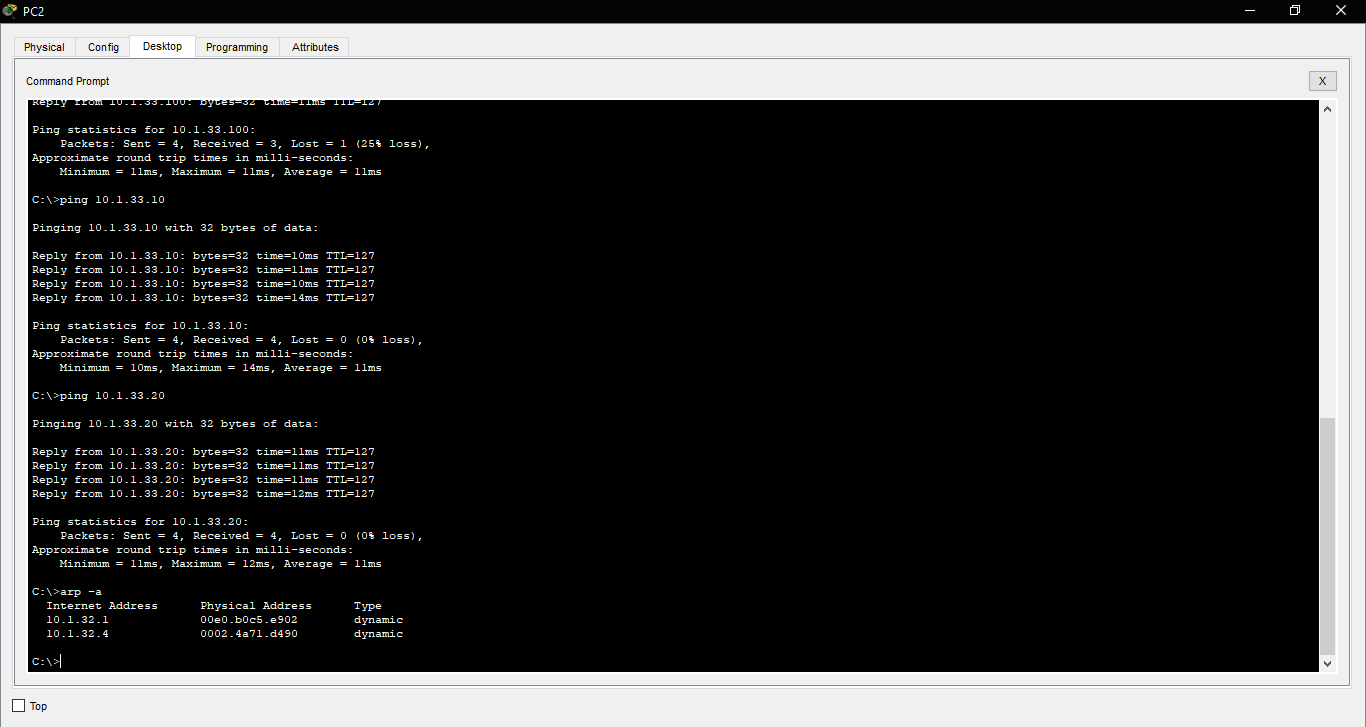 PC2
Physical Config Desktop Programming Attributes
Command Prompt X
Reply from 10.1.33.100: bytes=32 time=11ms TTL=127
Ping statistics for 10.1.33.100:
Packets: Sent = 4, Received = 3, Lost = 1 (25% loss),
Approximate round trip times in milli-seconds:
Minimum = 11ms, Maximum = 11ms, Average = 11ms
C:\>ping 10.1.33.10
Pinging 10.1.33.10 with 32 bytes of data:
Reply from 10.1.33.10: bytes=32 time=10ms TTL=127
Reply from 10.1.33.10: bytes=32 time=11ms TTL=127
Reply from 10.1.33.10: bytes=32 time=10ms TTL=127
Reply from 10.1.33.10: bytes=32 time=14ms TTL=127
Ping statistics for 10.1.33.10:
Packets: Sent = 4, Received = 4, Lost = 0 (0% loss),
Approximate round trip times in milli-seconds:
Minimum = 10ms, Maximum = 14ms, Average = 11ms
C:\>ping 10.1.33.20
Pinging 10.1.33.20 with 32 bytes of data:
Reply from 10.1.33.20: bytes=32 time=11ms TTL=127
Reply from 10.1.33.20: bytes=32 time=11ms TTL=127
Reply from 10.1.33.20: bytes=32 time=11ms TTL=127
Reply from 10.1.33.20: bytes=32 time=12ms TTL=127
Ping statistics for 10.1.33.20:
Packets: Sent = 4, Received = 4, Lost = 0 (0% loss),
Approximate round trip times in milli-seconds:
Minimum = 11ms, Maximum = 12ms, Average = 11ms
C:\>arp -a
Internet Address Physical Address Type
10.1.32.1 00e0.b0c5.e902 dynamic
10.1.32.4 0002.4a71.d490 dynamic
C:\>
Top